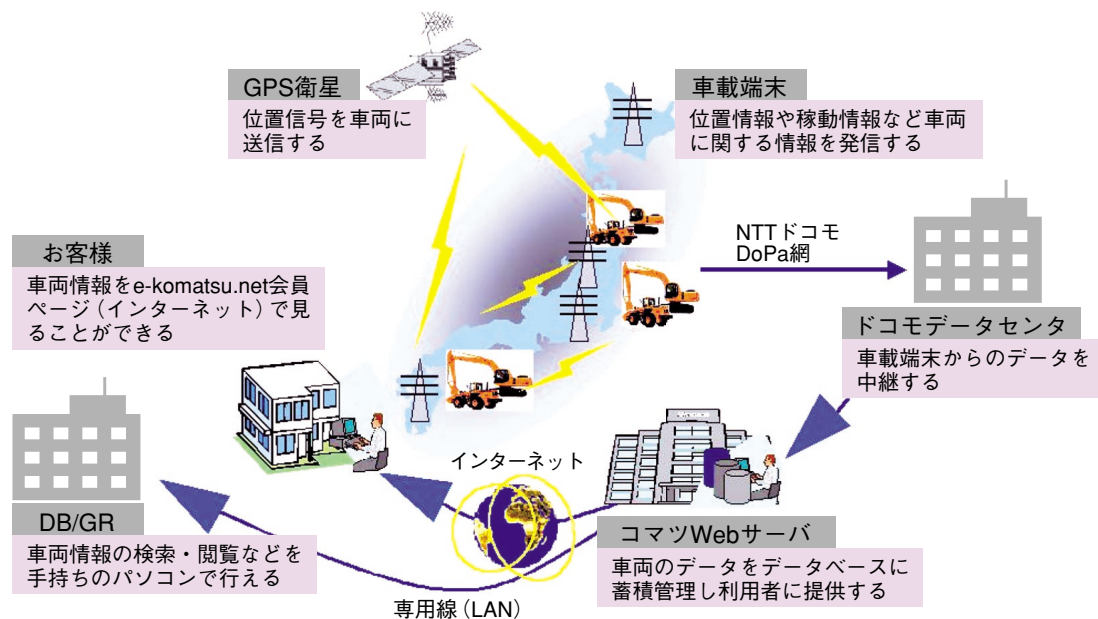 GPS衛星
位置信号を車両に
送信する
車載端末
位置情報や稼動情報など車両
に関する情報を発信する
NTTドコモ
DoPa網
お客様
車両情報をe-komatsu.net会員
ページ（インターネット）で見
ることができる
ドコモデータセンタ
車載端末からのデータを
中継する
インターネット
DB/GR
車両情報の検索・閲覧などを
手持ちのパソコンで行える
コマツWebサーバ
車両のデータをデータベースに
蓄積管理し利用者に提供する
専用線（LAN）